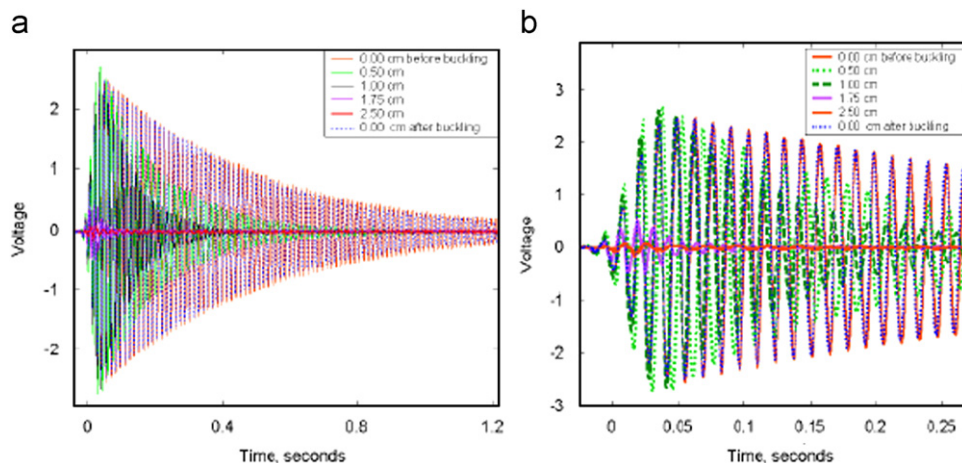 a
b
0.00 cm before buckling
0.50 cm
1.00 cm
1.75 cm
2.50 cm
0.00 cm after buckling
2
1
0
-1
-2
Voltage
0
0.4
0.8
1.2
Time, seconds
0.00 cm before buckling
0.50 cm
1.00 cm
1.75 cm
2.50 cm
0.00 cm after buckling
3
2
1
0
-1
-2
-3
Voltage
0
0.05
0.1
0.15
0.2
0.25
Time, seconds